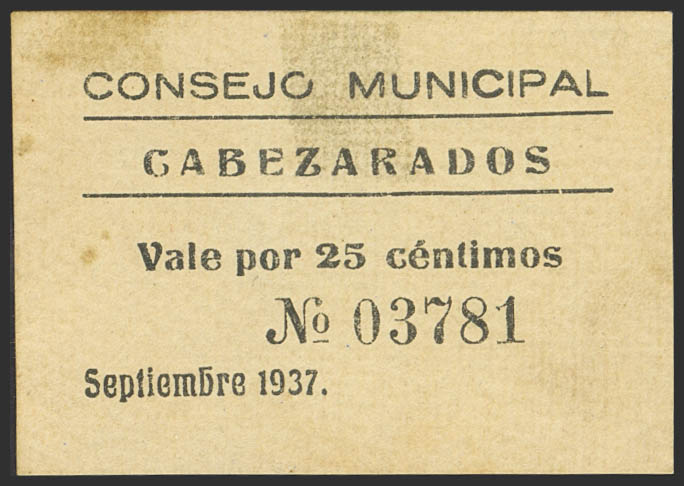 CONSEJO MUNICIPAL
CABEZARADOS
Vale por 25 céntimos
No 03781
Septiembre 1937.